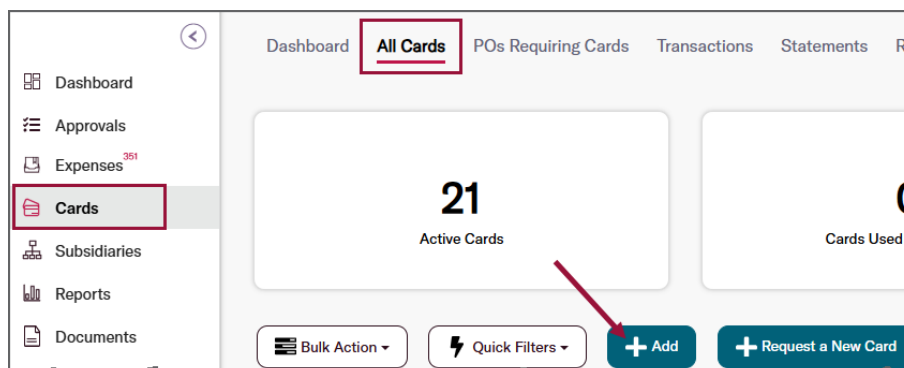 Dashboard All Cards POs Requiring Cards Transactions Statements R
Dashboard
Approvals
Expenses 351
Cards
Subsidiaries
Reports
Documents
21
Active Cards
Cards Used
Bulk Action
Quick Filters
Add
Request a New Card